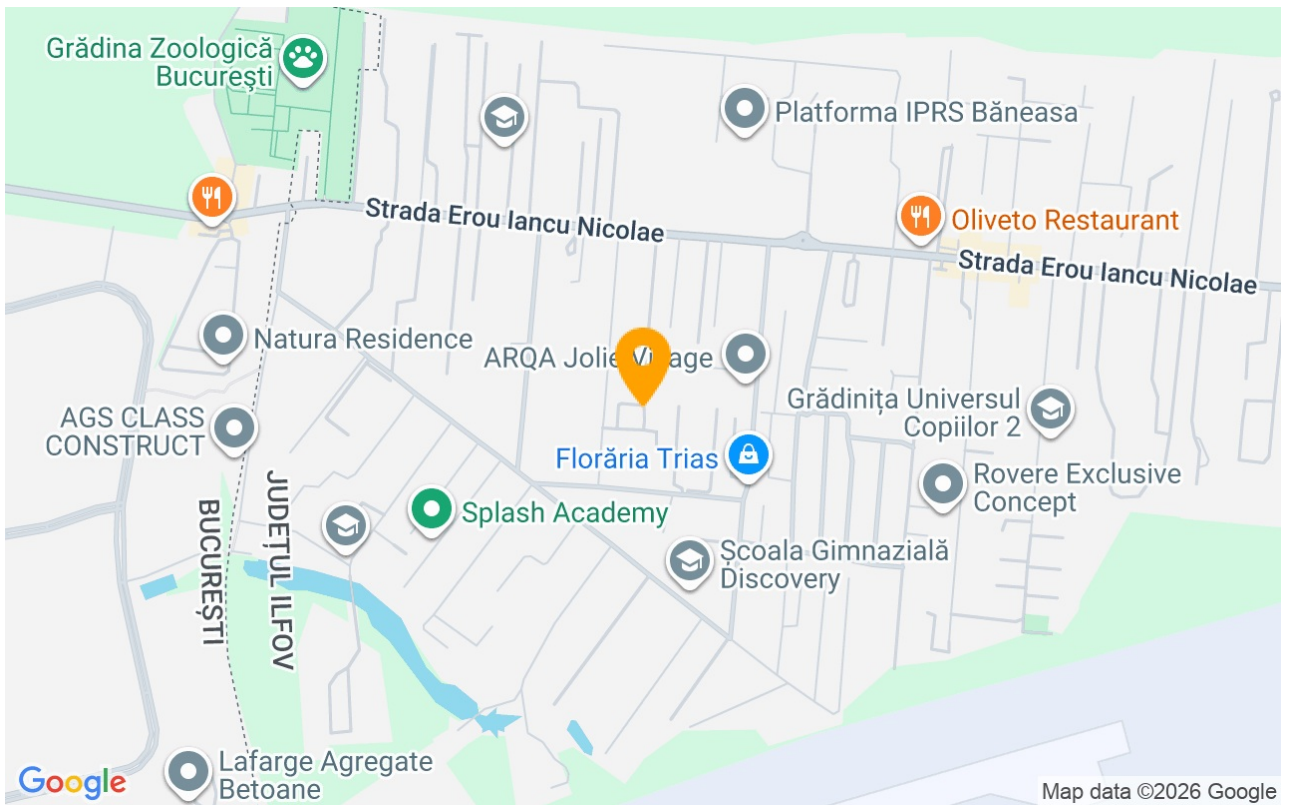 Grădina Zoologică
București
Platforma IPRS Băneasa
Strada Erou Iancu Nicolae
Oliveto Restaurant
Strada Erou Iancu Nicolae
Natura Residence
ARQA Jolie Village
Grădinița Universul
Copiilor 2
AGS CLASS
CONSTRUCT
Florăria Trias
Rovere Exclusive
Concept
JUDEȚUL ILFOV
BUCUREȘTI
Splash Academy
Școala Gimnazială
Discovery
Lafarge Agregate
Betoane
Google
Map data ©2026 Google